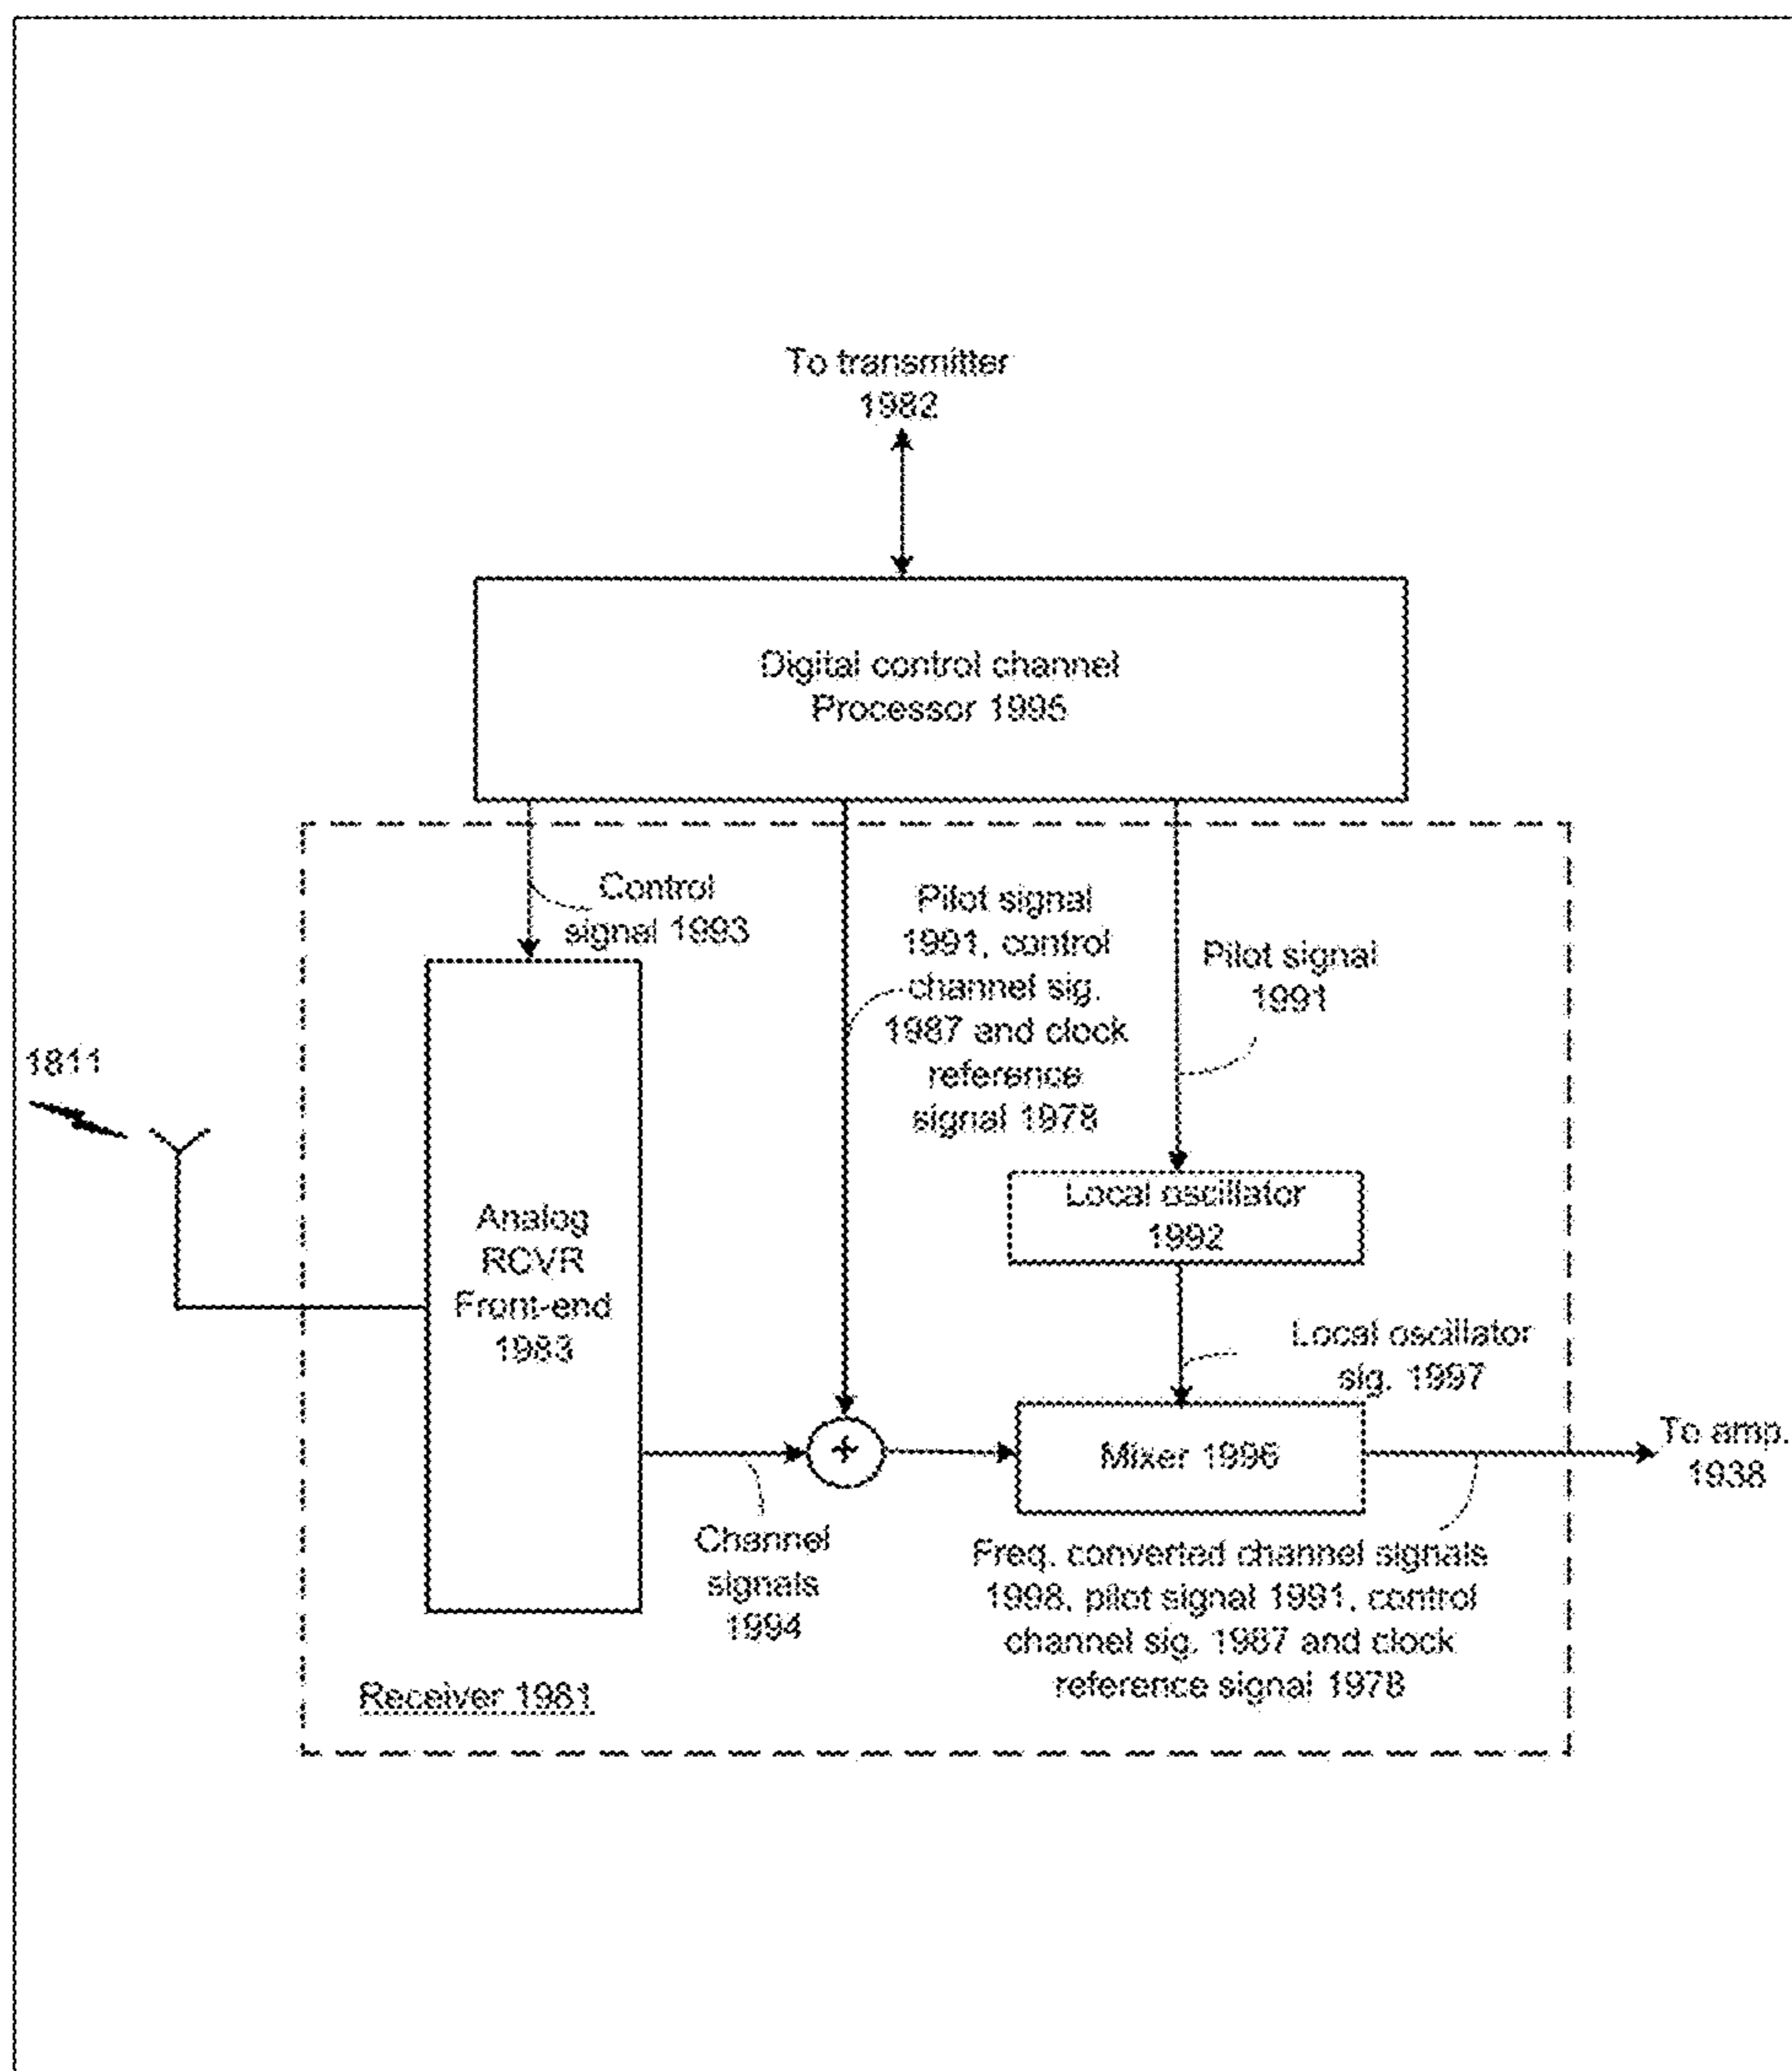 To transmitter
1982
Digital control channel
Processor 1995
Control
signal 1993
Pilot signal
1991, control
channel sig.
1987 and clock
reference
signal 1978
Pilot signal
1991
1811
Analog
RCVR
Front-end
1983
Local oscillator
1992
Local oscillator
sig. 1997
+
Mixer 1996
To amp.
1938
Channel
signals
1994
Freq. converted channel signals
1998, pilot signal 1991, control
channel sig. 1987 and clock
reference signal 1978
Receiver 1981